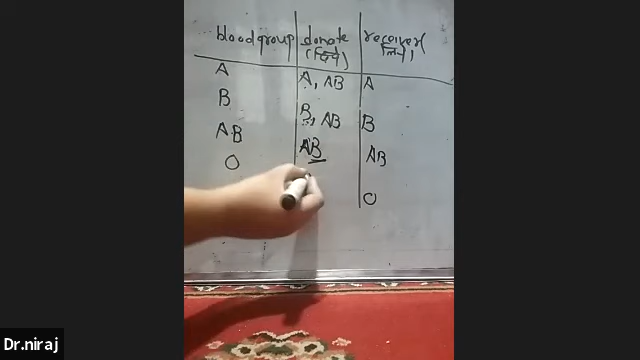 blood group donate receiver(
(दिने) लिने)
A A, AB A
B B, AB B
AB AB AB
O O
Dr.niraj